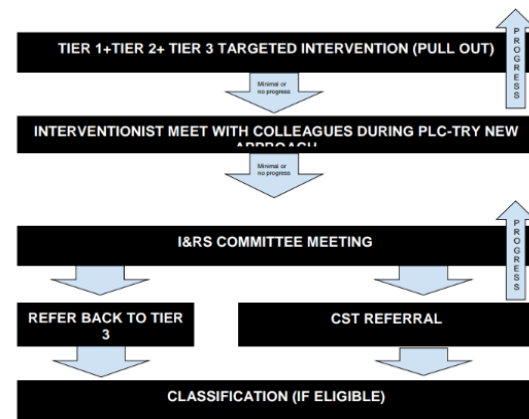 TIER 1+TIER 2+ TIER 3 TARGETED INTERVENTION (PULL OUT)
PROGRESS
Minimal or
no progress
INTERVENTIONIST MEET WITH COLLEAGUES DURING PLC-TRY NEW
APPROACH
Minimal or
no progress
I&RS COMMITTEE MEETING
PROGRESS
REFER BACK TO TIER
3
CST REFERRAL
CLASSIFICATION (IF ELIGIBLE)